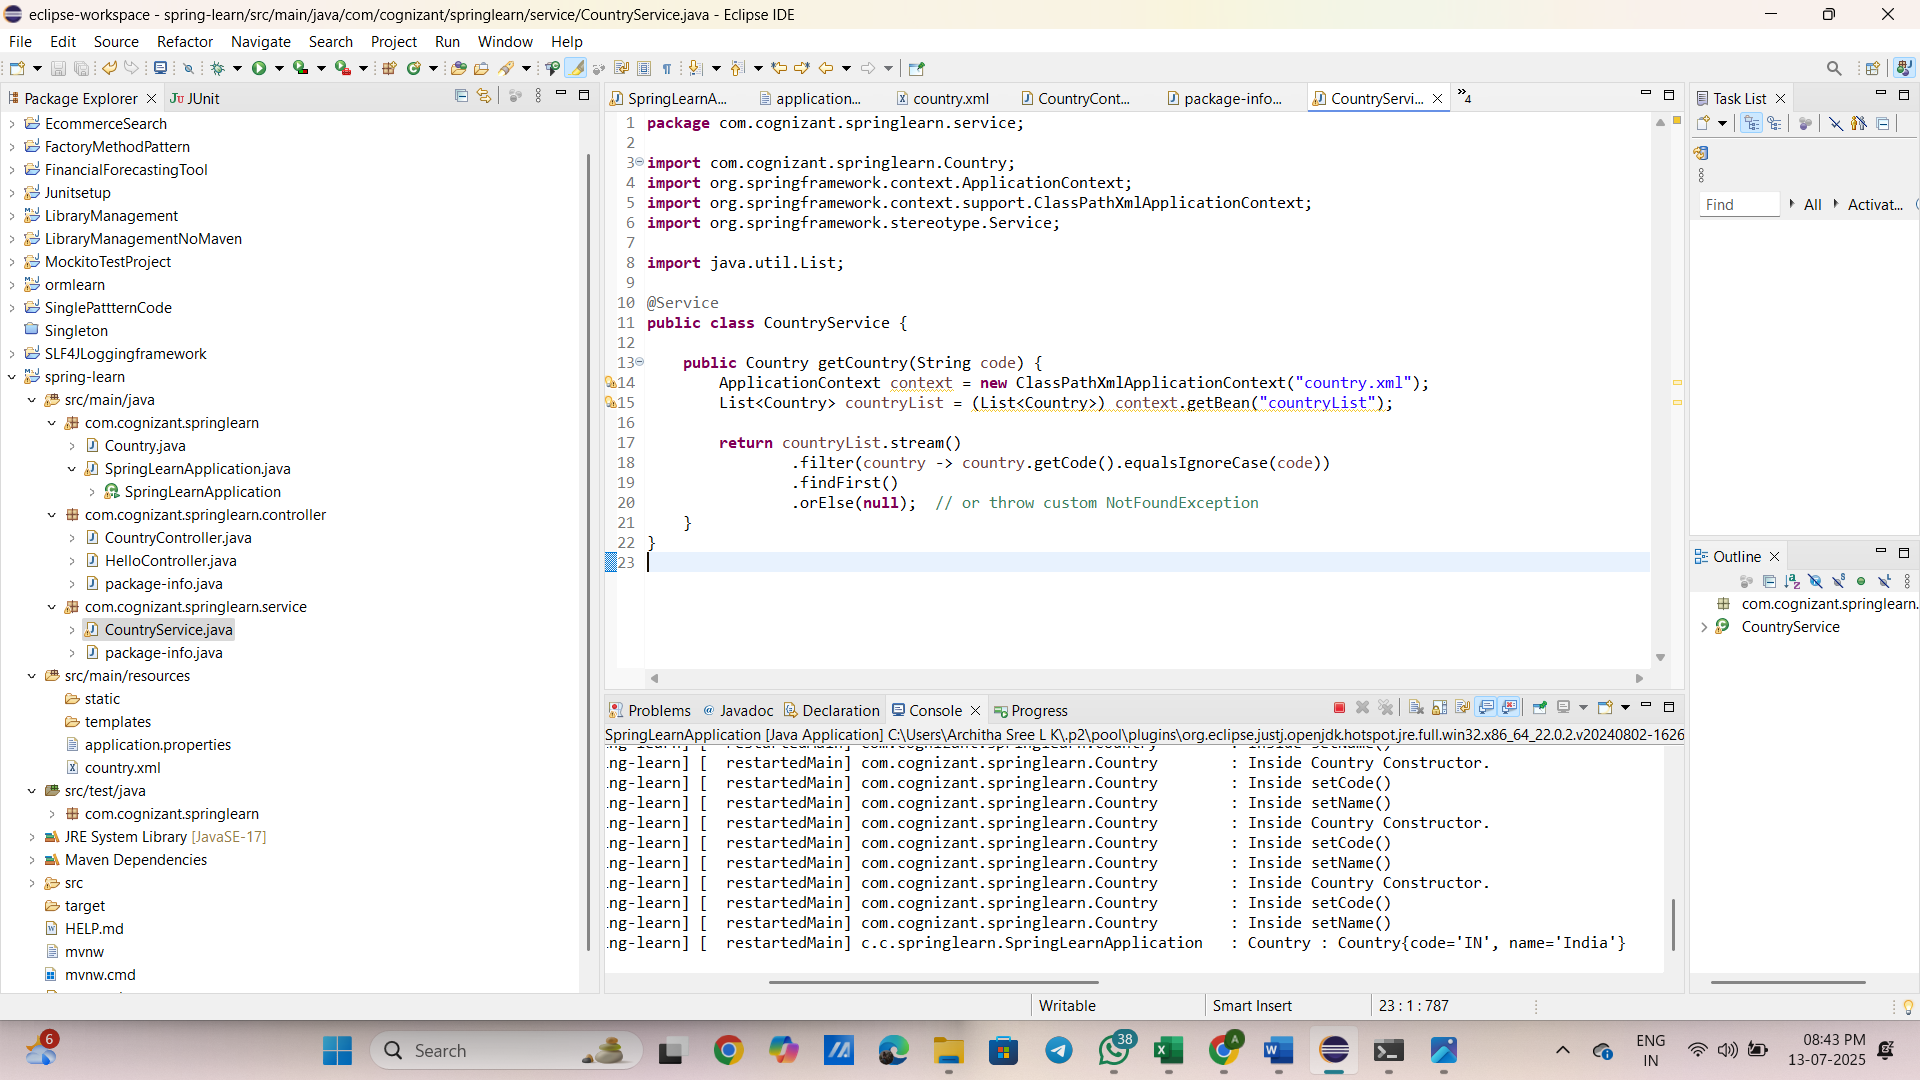 eclipse-workspace - spring-learn/src/main/java/com/cognizant/springlearn/service/CountryService.java - Eclipse IDE
File Edit Source Refactor Navigate Search Project Run Window Help
Package Explorer
JUnit
EcommerceSearch
FactoryMethodPattern
FinancialForecastingTool
Junitsetup
LibraryManagement
LibraryManagementNoMaven
MockitoTestProject
ormlearn
SinglePattternCode
Singleton
SLF4JLoggingframework
spring-learn
src/main/java
com.cognizant.springlearn
Country.java
SpringLearnApplication.java
SpringLearnApplication
com.cognizant.springlearn.controller
CountryController.java
HelloController.java
package-info.java
com.cognizant.springlearn.service
CountryService.java
package-info.java
src/main/resources
static
templates
application.properties
country.xml
src/test/java
com.cognizant.springlearn
JRE System Library [JavaSE-17]
Maven Dependencies
src
target
HELP.md
mvnw
mvnw.cmd
SpringLearnA... application... country.xml CountryCont... package-info... CountryServi... »4
1 package com.cognizant.springlearn.service;
2
3 import com.cognizant.springlearn.Country;
4 import org.springframework.context.ApplicationContext;
5 import org.springframework.context.support.ClassPathXmlApplicationContext;
6 import org.springframework.stereotype.Service;
7
8 import java.util.List;
9
10 @Service
11 public class CountryService {
12
13 public Country getCountry(String code) {
14 ApplicationContext context = new ClassPathXmlApplicationContext("country.xml");
15 List<Country> countryList = (List<Country>) context.getBean("countryList");
16
17 return countryList.stream()
18 .filter(country -> country.getCode().equalsIgnoreCase(code))
19 .findFirst()
20 .orElse(null); // or throw custom NotFoundException
21 }
22 }
23
Problems @ Javadoc Declaration Console Progress
SpringLearnApplication [Java Application] C:\Users\Architha Sree L K\.p2\pool\plugins\org.eclipse.justj.openjdk.hotspot.jre.full.win32.x86_64_22.0.2.v20240802-1626
.ng-learn] [ restartedMain] com.cognizant.springlearn.Country : Inside setName()
.ng-learn] [ restartedMain] com.cognizant.springlearn.Country : Inside Country Constructor.
.ng-learn] [ restartedMain] com.cognizant.springlearn.Country : Inside setCode()
.ng-learn] [ restartedMain] com.cognizant.springlearn.Country : Inside setName()
.ng-learn] [ restartedMain] com.cognizant.springlearn.Country : Inside Country Constructor.
.ng-learn] [ restartedMain] com.cognizant.springlearn.Country : Inside setCode()
.ng-learn] [ restartedMain] com.cognizant.springlearn.Country : Inside setName()
.ng-learn] [ restartedMain] com.cognizant.springlearn.Country : Inside Country Constructor.
.ng-learn] [ restartedMain] com.cognizant.springlearn.Country : Inside setCode()
.ng-learn] [ restartedMain] com.cognizant.springlearn.Country : Inside setName()
.ng-learn] [ restartedMain] c.c.springlearn.SpringLearnApplication : Country : Country{code='IN', name='India'}
Task List
Find All Activat...
Outline
com.cognizant.springlearn.
CountryService
Writable Smart Insert 23 : 1 : 787
6
Search
38
A
ENG
IN
08:43 PM
13-07-2025